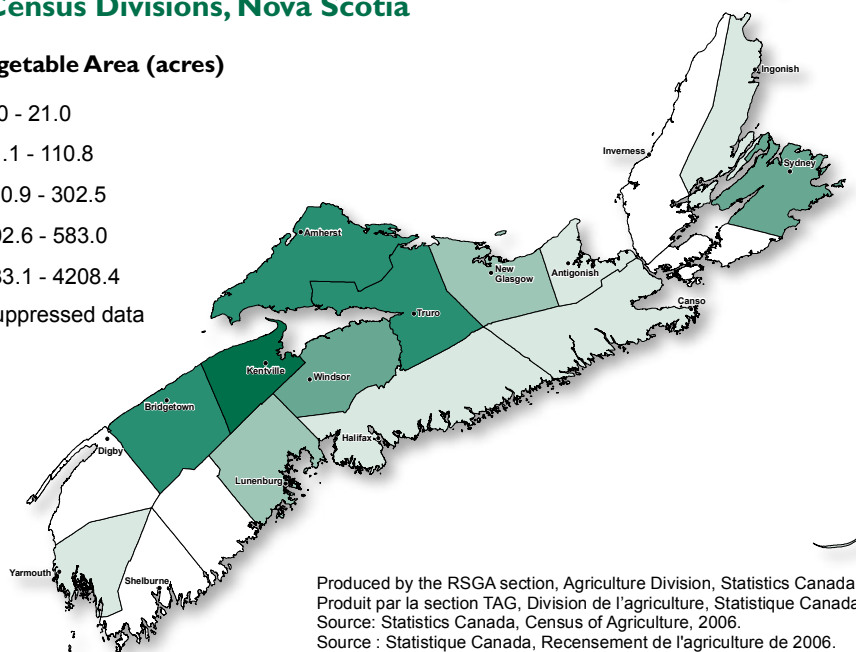 Census Divisions, Nova Scotia
getable Area (acres)
0 - 21.0
.1 - 110.8
0.9 - 302.5
02.6 - 583.0
83.1 - 4208.4
uppressed data
Ingonish
Inverness
Sydney
Amherst
New
Glasgow
Antigonish
Canso
Truro
Kentville
Windsor
Bridgetown
Halifax
Digby
Lunenburg
Yarmouth
Shelburne
Produced by the RSGA section, Agriculture Division, Statistics Canada
Produit par la section TAG, Division de l'agriculture, Statistique Canada
Source: Statistics Canada, Census of Agriculture, 2006.
Source : Statistique Canada, Recensement de l'agriculture de 2006.